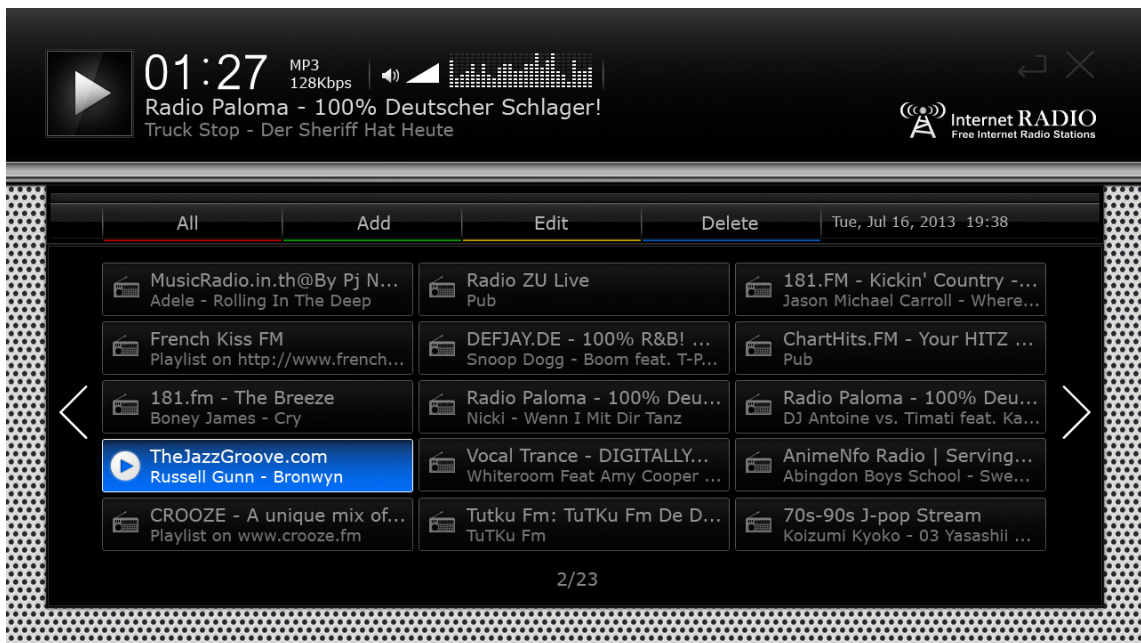 01:27
MP3
128Kbps
Radio Paloma - 100% Deutscher Schlager!
Truck Stop - Der Sheriff Hat Heute
Internet RADIO
Free Internet Radio Stations
All Add Edit Delete Tue, Jul 16, 2013 19:38
MusicRadio.in.th@By Pj N...
Adele - Rolling In The Deep
Radio ZU Live
Pub
181.FM - Kickin' Country -...
Jason Michael Carroll - Where...
French Kiss FM
Playlist on http://www.french...
DEFJAY.DE - 100% R&B! ...
Snoop Dogg - Boom feat. T-P...
ChartHits.FM - Your HITZ ...
Pub
181.fm - The Breeze
Boney James - Cry
Radio Paloma - 100% Deu...
Nicki - Wenn I Mit Dir Tanz
Radio Paloma - 100% Deu...
DJ Antoine vs. Timati feat. Ka...
TheJazzGroove.com
Russell Gunn - Bronwyn
Vocal Trance - DIGITALLY...
Whiteroom Feat Amy Cooper ...
AnimeNfo Radio | Serving...
Abingdon Boys School - Swe...
CROOZE - A unique mix of...
Playlist on www.crooze.fm
Tutku Fm: TuTKu Fm De D...
TuTKu Fm
70s-90s J-pop Stream
Koizumi Kyoko - 03 Yasashii ...
2/23